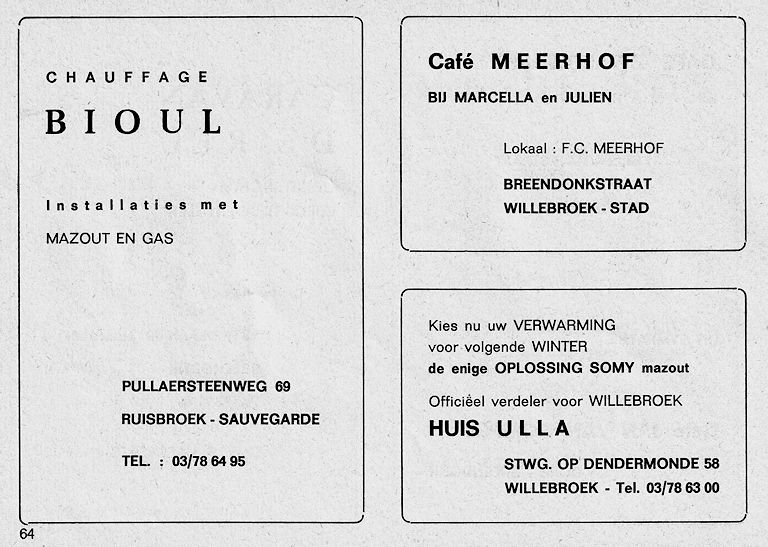 CHAUFFAGE
BIOUL
Installaties met
MAZOUT EN GAS
PULLAERSTEENWEG 69
RUISBROEK - SAUVEGARDE
TEL. : 03/78 64 95
Café MEERHOF
BIJ MARCELLA en JULIEN
Lokaal : F.C. MEERHOF
BREENDONKSTRAAT
WILLEBROEK - STAD
Kies nu uw VERWARMING
voor volgende WINTER
de enige OPLOSSING SOMY mazout
Officiëel verdeler voor WILLEBROEK
HUIS ULLA
STWG. OP DENDERMONDE 58
WILLEBROEK - Tel. 03/78 63 00
64